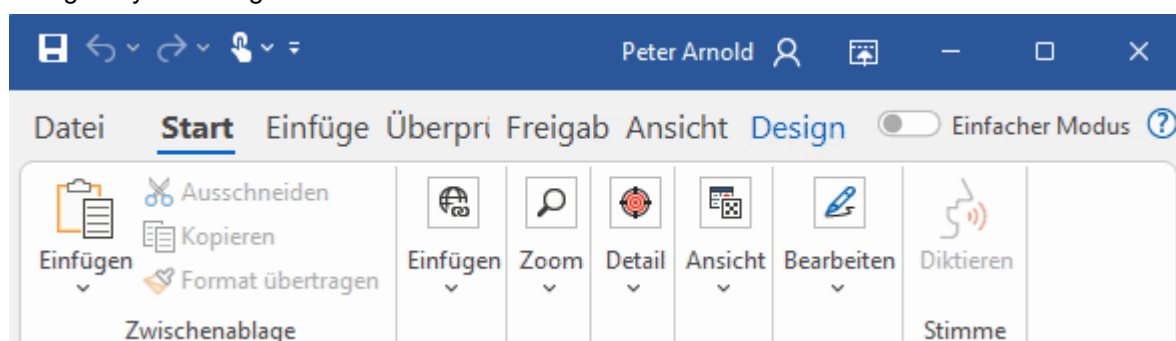 Peter Arnold
Datei Start Einfüge Überprü Freigab Ansicht Design Einfacher Modus ?
Ausschneiden
Kopieren
Einfügen
Format übertragen
Einfügen Zoom Detail Ansicht Bearbeiten Diktieren
Zwischenablage Stimme